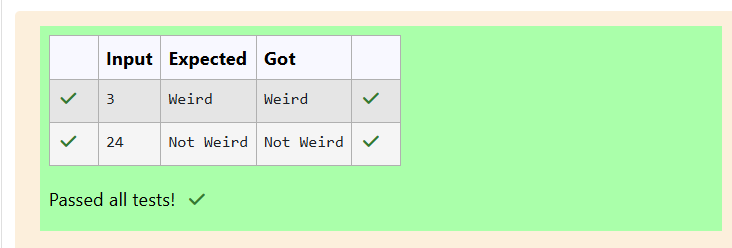 Input Expected Got
3 Weird Weird
24 Not Weird Not Weird
Passed all tests!